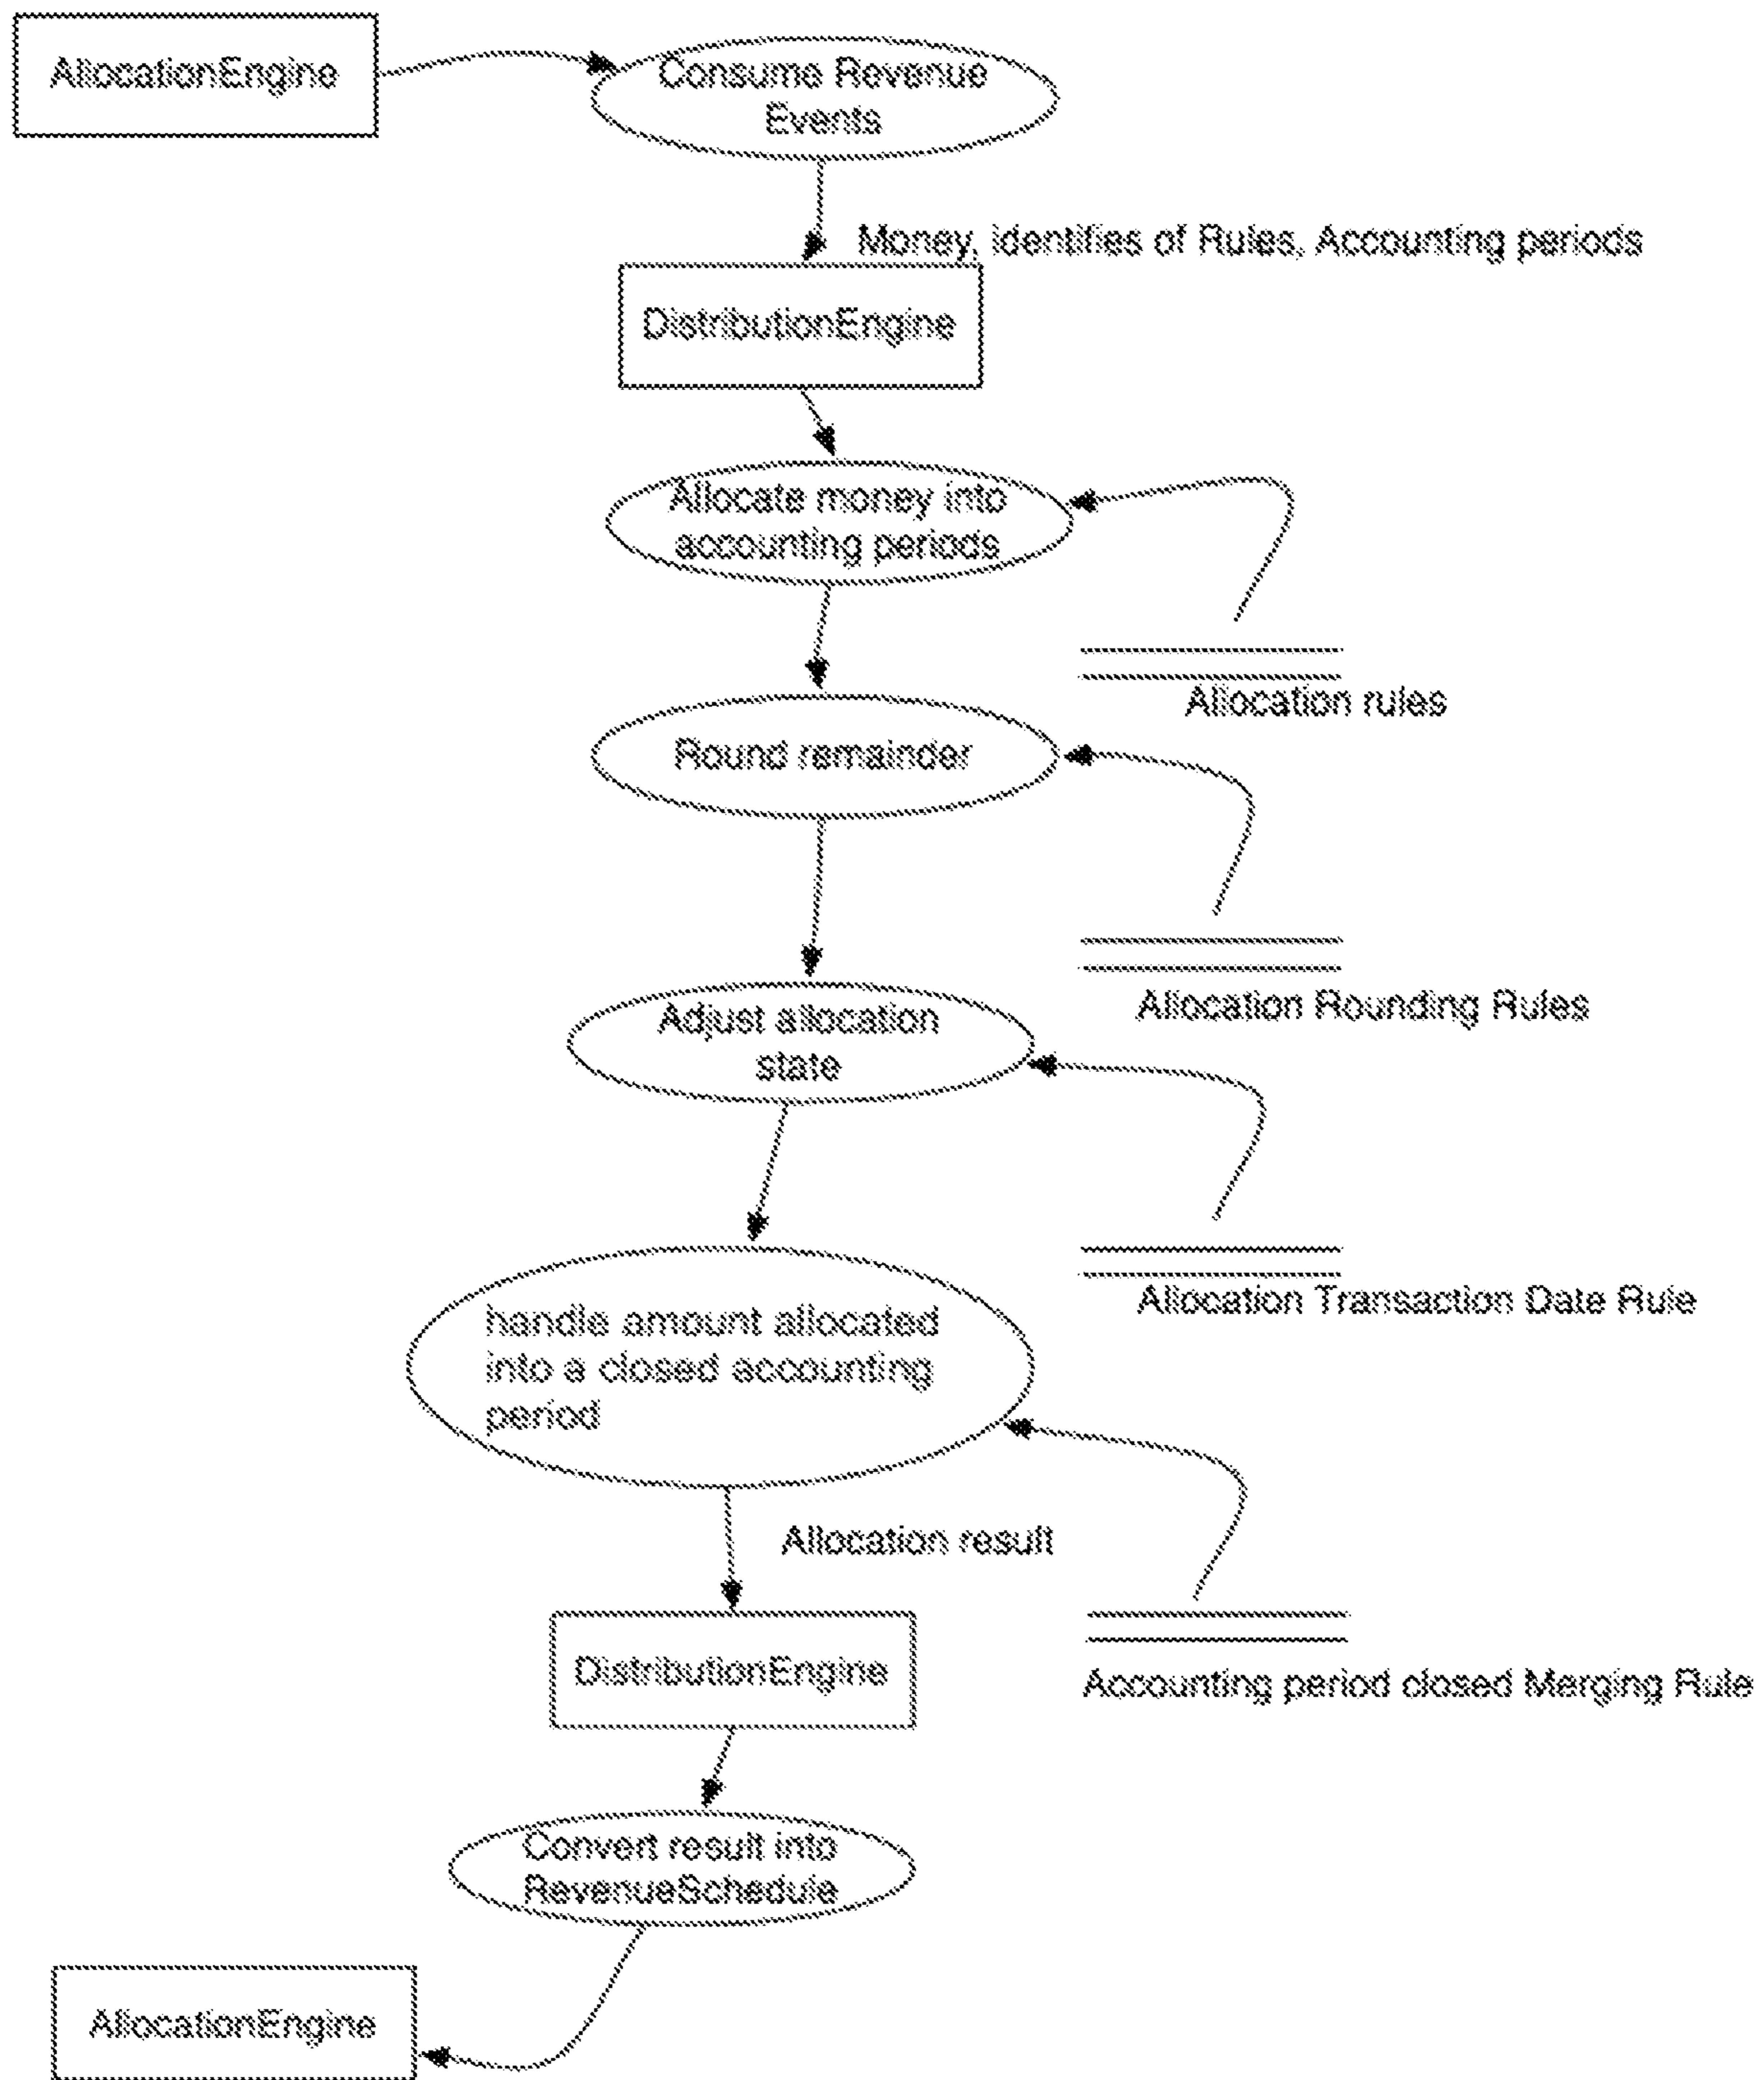 AllocationEngine
Consume Revenue
Events
Money, identifies of Rules, Accounting periods
DistributionEngine
Allocate money into
accounting periods
Allocation rules
Round remainder
Allocation Rounding Rules
Adjust allocation
state
Allocation Transaction Date Rule
handle amount allocated
into a closed accounting
period
Allocation result
DistributionEngine
Accounting period closed Merging Rule
Convert result into
RevenueSchedule
AllocationEngine